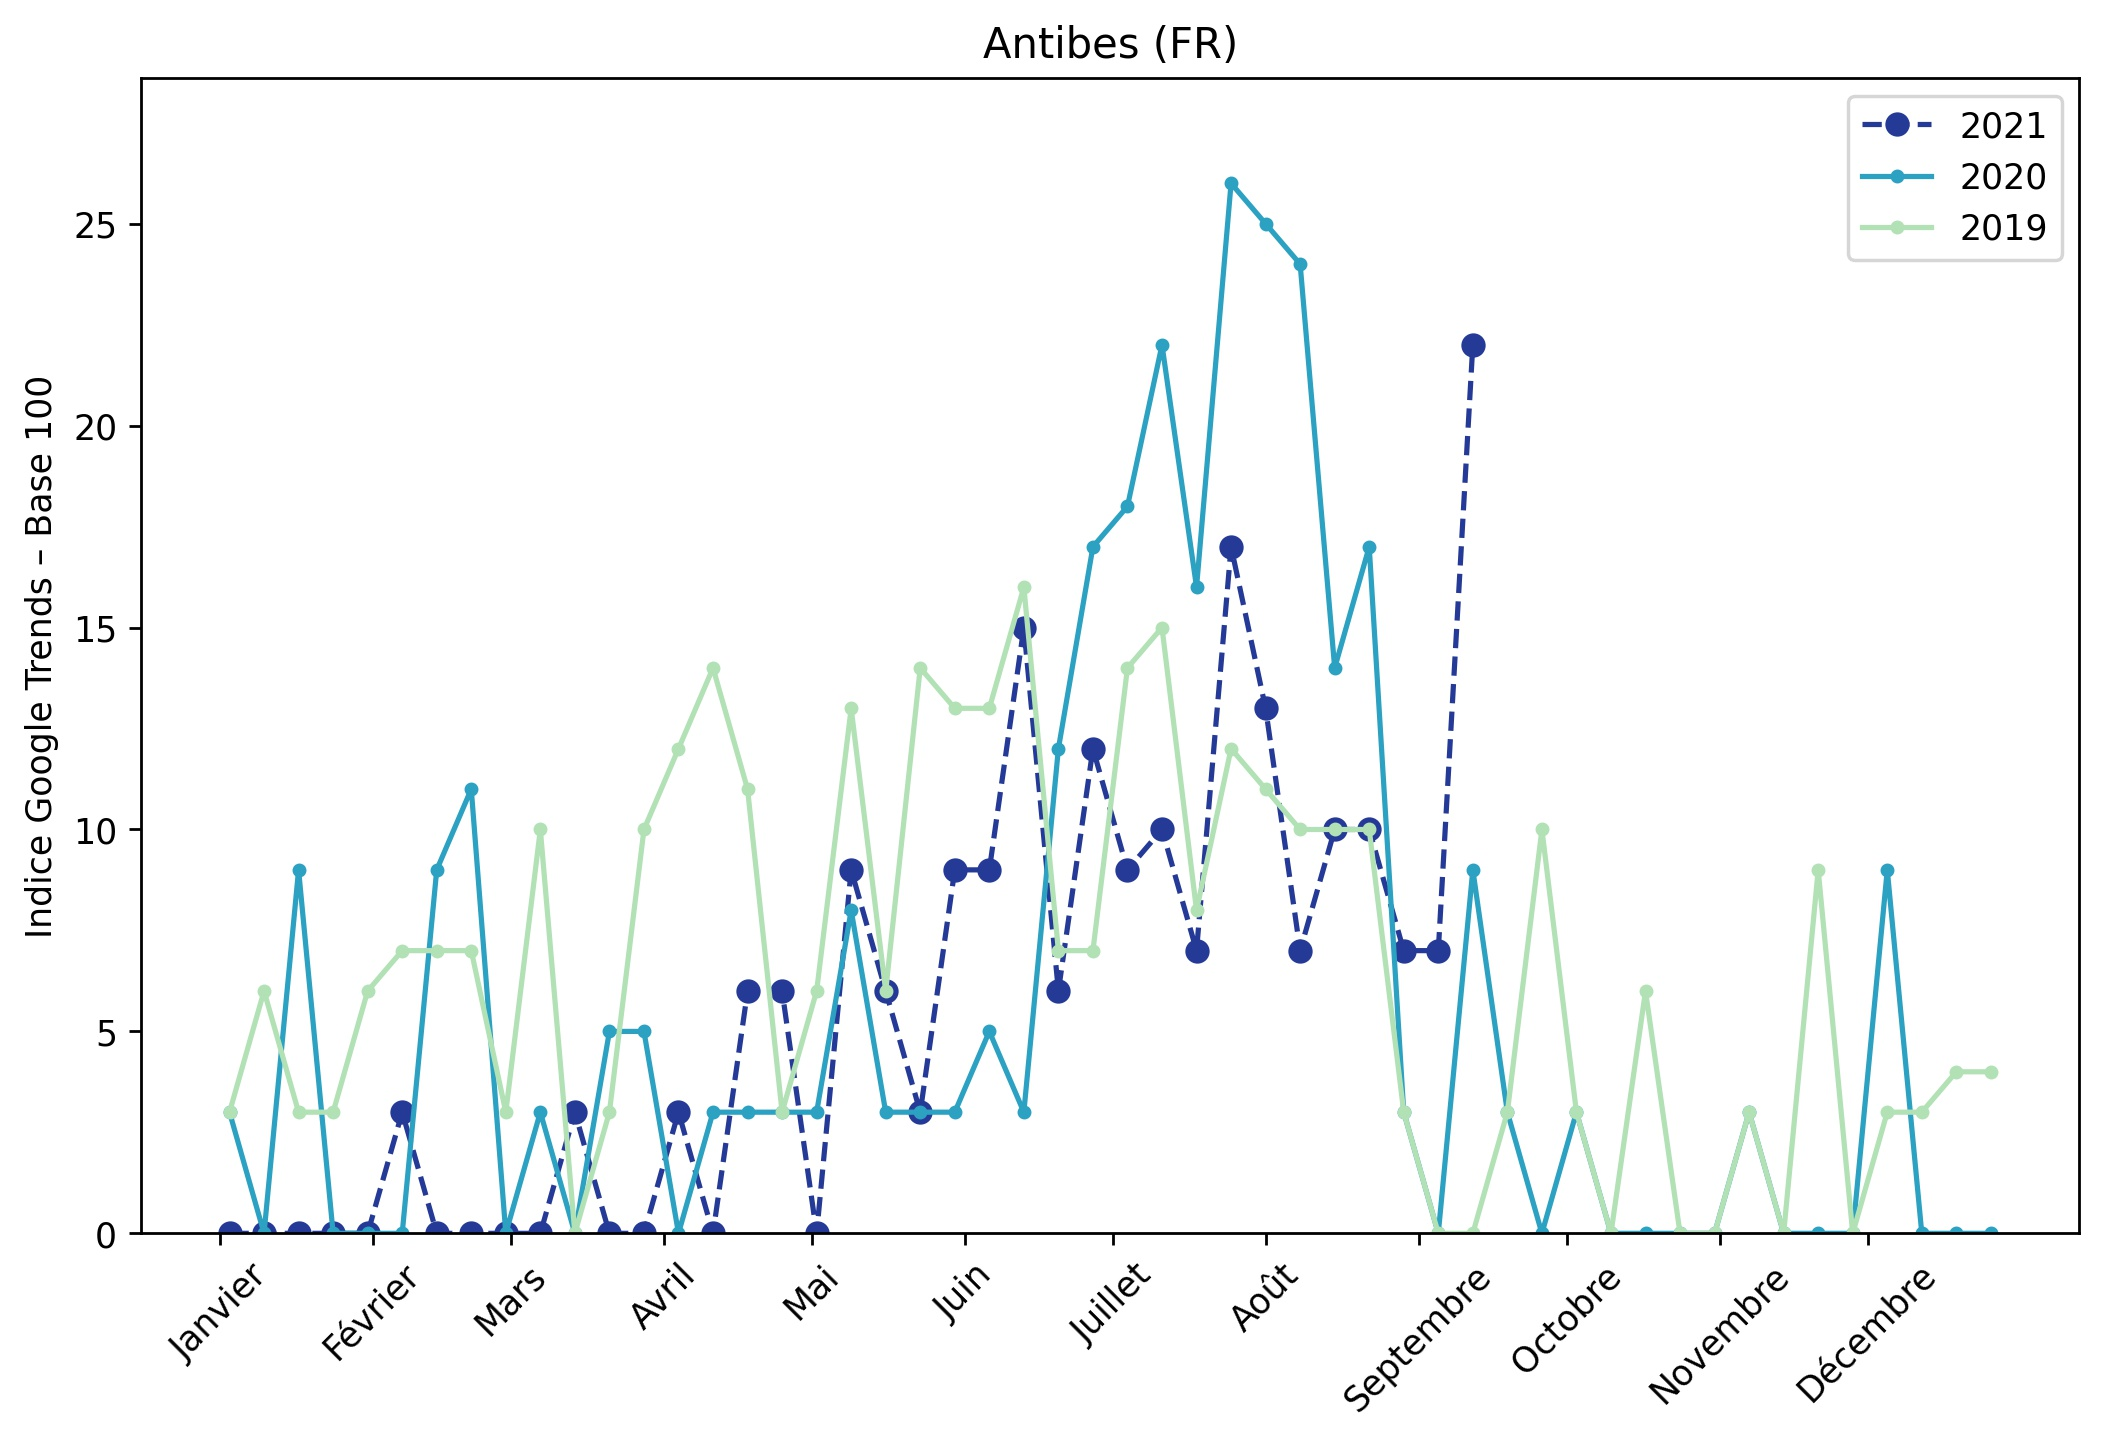 Antibes (FR)
2021
2020
2019
Indice Google Trends – Base 100
25
20
15
10
5
0
Janvier
Février
Mars
Avril
Mai
Juin
Juillet
Août
Septembre
Octobre
Novembre
Décembre